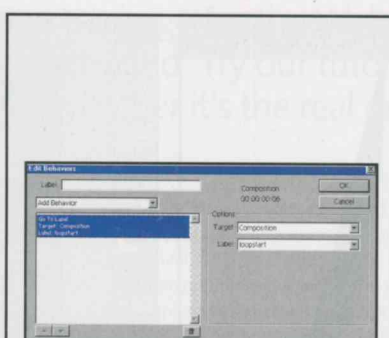 Edit Behaviors
Label
Add Behavior
Go To Label
Target: Composition
Label: loopstart
Composition
00:00:00:06
OK
Cancel
Options
Target Composition
Label loopstart